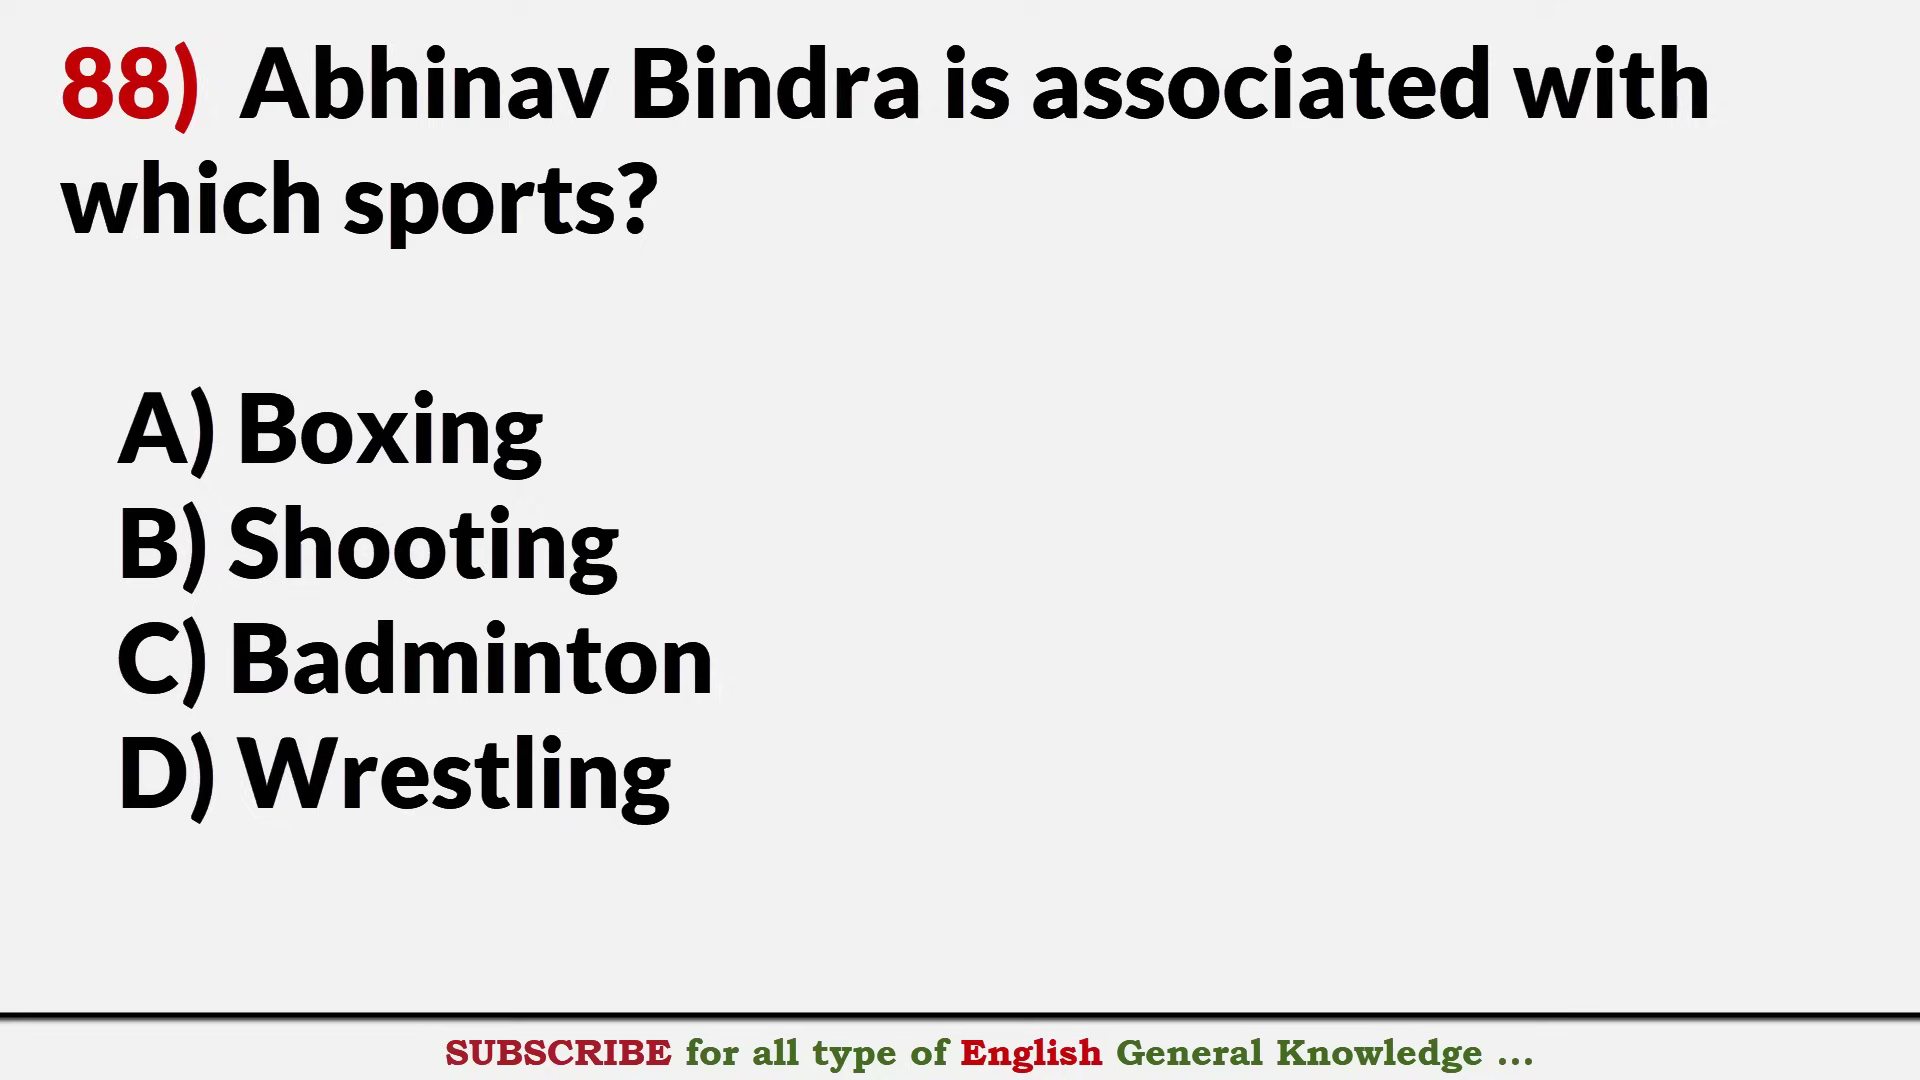 88) Abhinav Bindra is associated with
which sports?
A) Boxing
B) Shooting
C) Badminton
D) Wrestling
SUBSCRIBE for all type of English General Knowledge ...